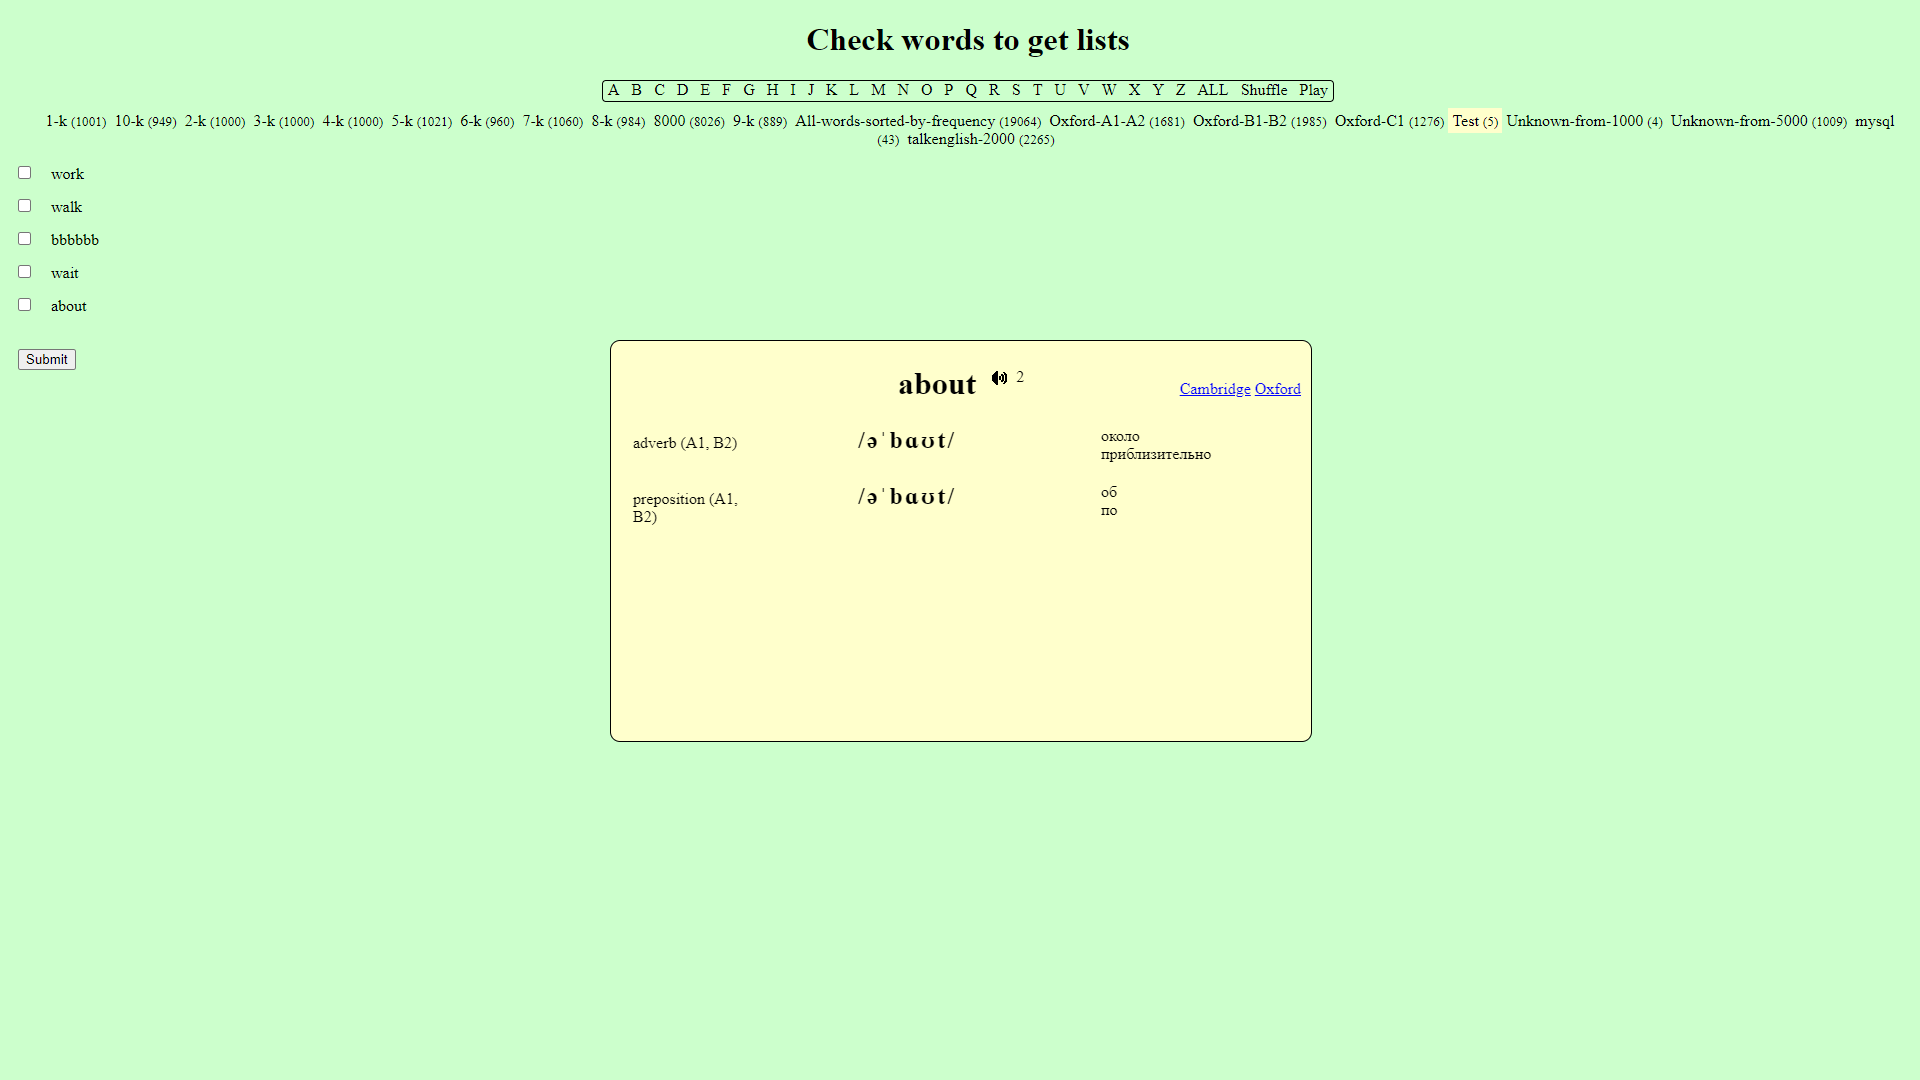 Check words to get lists
A B C D E F G H I J K L M N O P Q R S T U V W X Y Z ALL Shuffle Play
1-k (1001) 10-k (949) 2-k (1000) 3-k (1000) 4-k (1000) 5-k (1021) 6-k (960) 7-k (1060) 8-k (984) 8000 (8026) 9-k (889) All-words-sorted-by-frequency (19064) Oxford-A1-A2 (1681) Oxford-B1-B2 (1985) Oxford-C1 (1276) Test (5) Unknown-from-1000 (4) Unknown-from-5000 (1009) mysql
(43) talkenglish-2000 (2265)
work
walk
bbbbbb
wait
about
Submit
about 2
Cambridge Oxford
adverb (A1, B2)
/əˈbɑʊt/
около
приблизительно
preposition (A1,
B2)
/əˈbɑʊt/
об
по